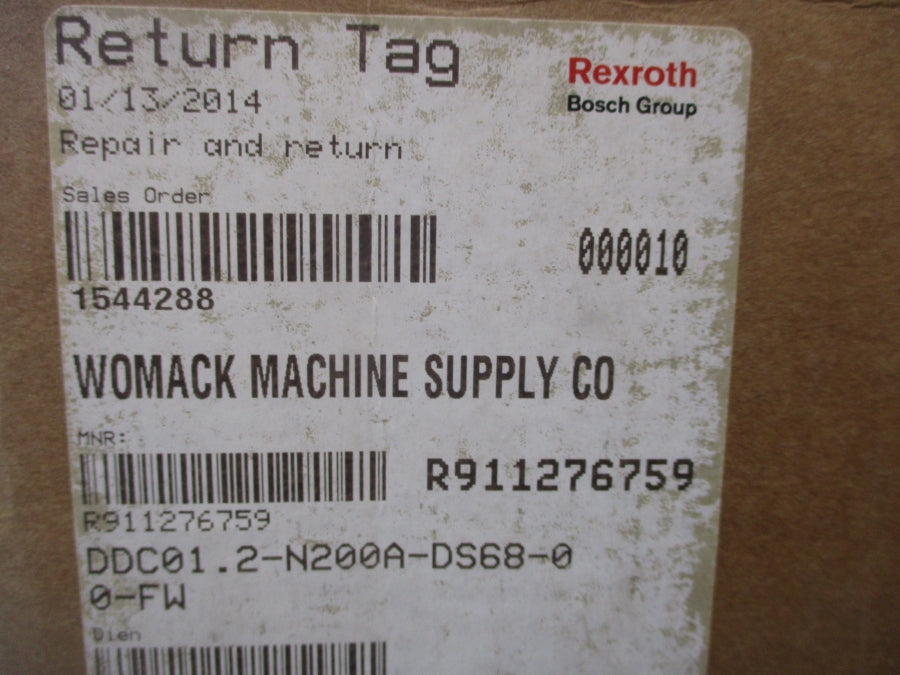 Return Tag
Rexroth
Bosch Group
01/13/2014
Repair and return
Sales Order
000010
1544288
WOMACK MACHINE SUPPLY CO
MNR:
R911276759
R911276759
DDC01.2-N200A-DS68-0
0-FW
Dien